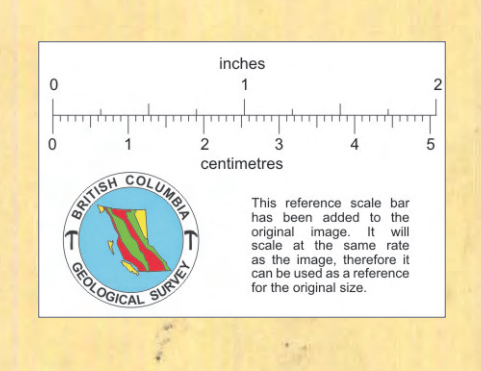 inches
0 1 2
0 1 2 3 4 5
centimetres
BRITISH COLUMBIA
GEOLOGICAL SURVEY
This reference scale bar
has been added to the
original image. It will
scale at the same rate
as the image, therefore it
can be used as a reference
for the original size.